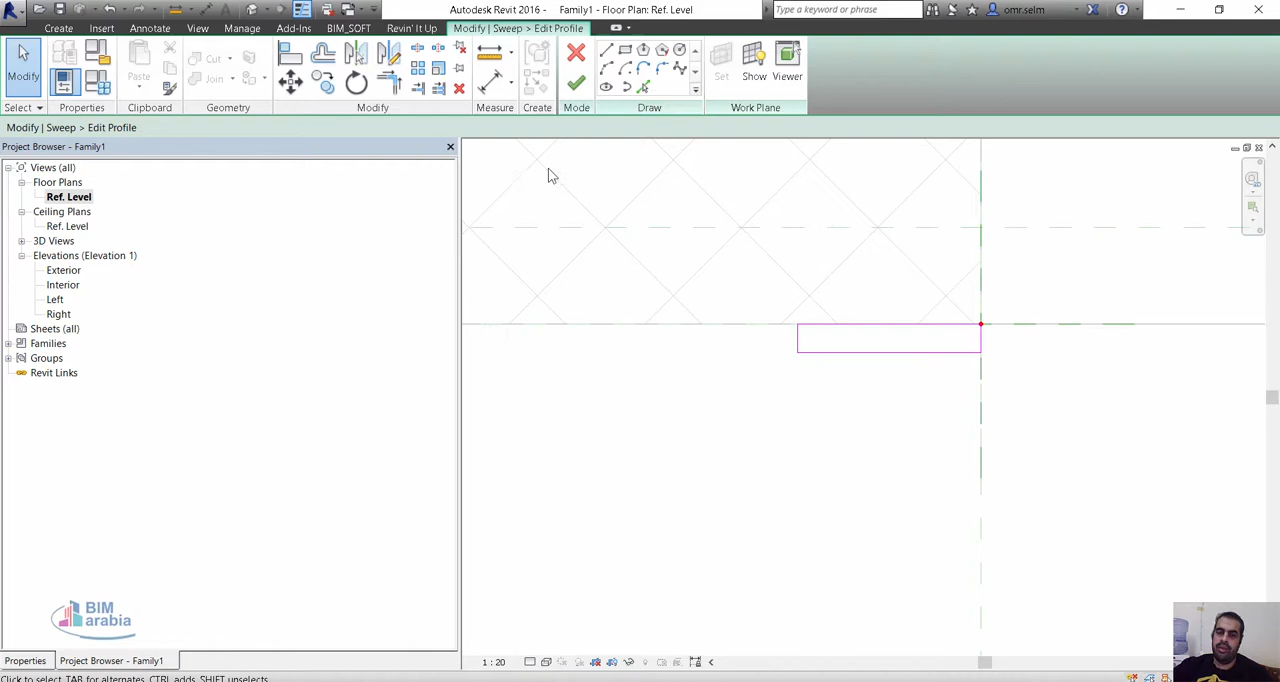 Autodesk Revit 2016 - Family1 - Floor Plan: Ref. Level
Type a keyword or phrase
omr.selm
Create Insert Annotate View Manage Add-Ins BIM_SOFT Revin' It Up Modify | Sweep > Edit Profile
Modify
Paste
Cut
Join
Set Show Viewer
Select Properties Clipboard Geometry Modify Measure Create Mode Draw Work Plane
Modify | Sweep > Edit Profile
Project Browser - Family1
Views (all)
Floor Plans
Ref. Level
Ceiling Plans
Ref. Level
3D Views
Elevations (Elevation 1)
Exterior
Interior
Left
Right
Sheets (all)
Families
Groups
Revit Links
BIM
arabia
Properties Project Browser - Family1
1 : 20
Click to select, TAB for alternates, CTRL adds, SHIFT unselects.